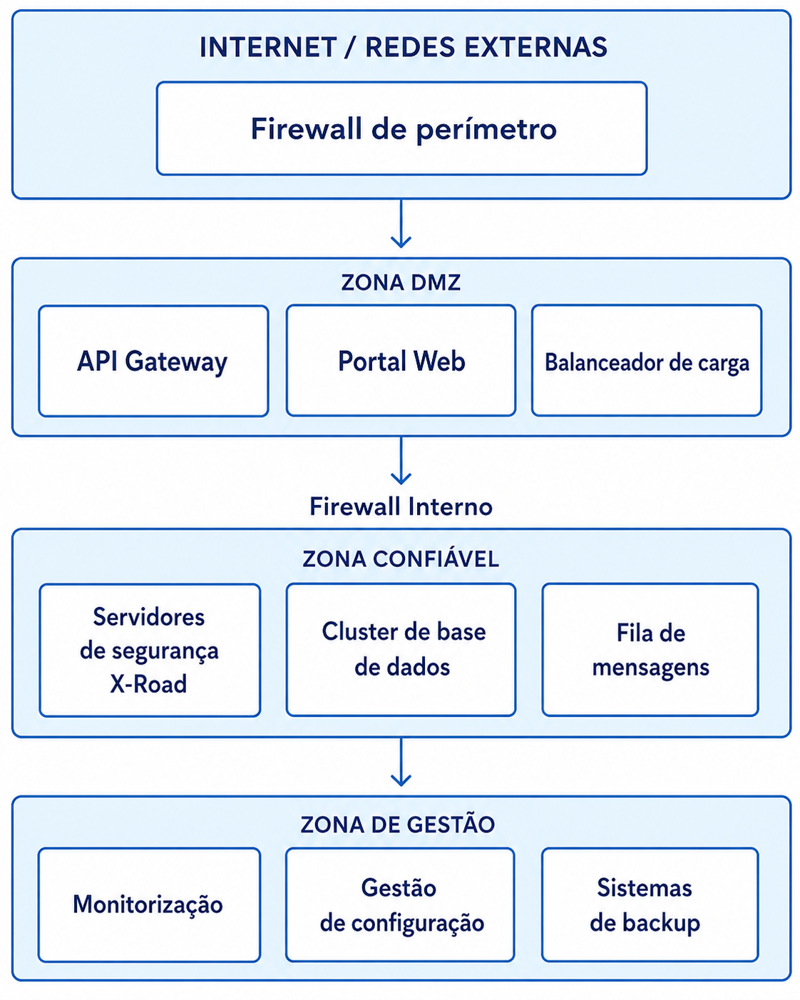 INTERNET / REDES EXTERNAS
Firewall de perímetro
ZONA DMZ
API Gateway
Portal Web
Balanceador de carga
Firewall Interno
ZONA CONFIÁVEL
Servidores
de segurança
X-Road
Cluster de base
de dados
Fila de
mensagens
ZONA DE GESTÃO
Monitorização
Gestão
de configuração
Sistemas
de backup